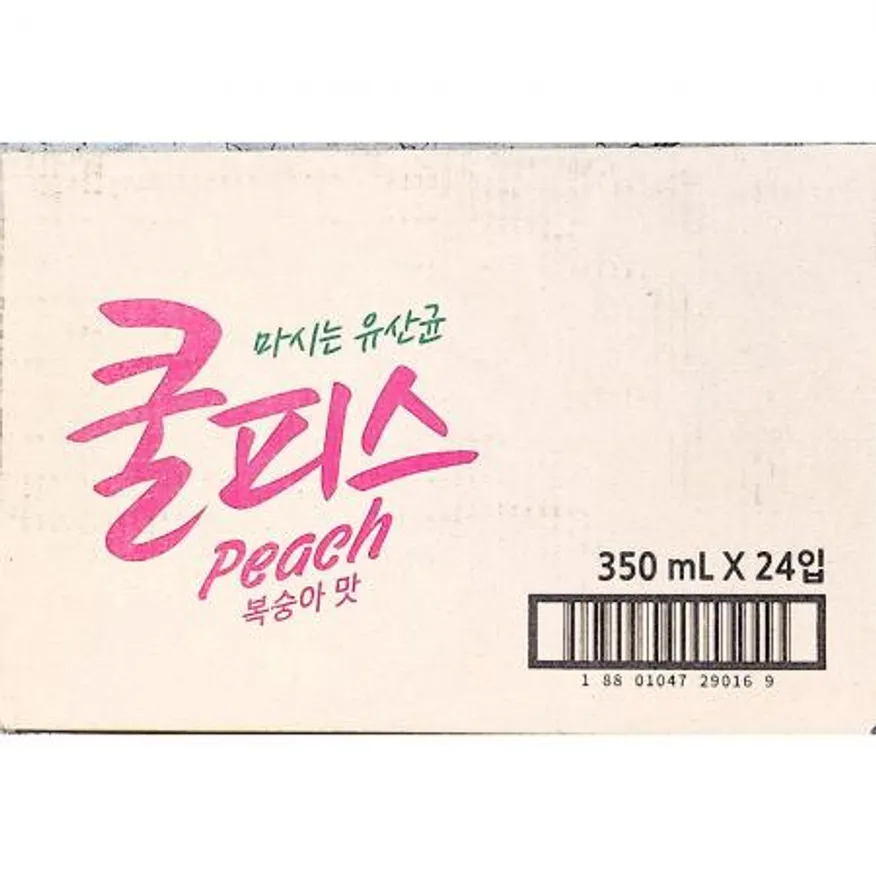 마시는 유산균
쿨피스
Peach
복숭아 맛
350 mL X 24입
1 88 01047 29016 9